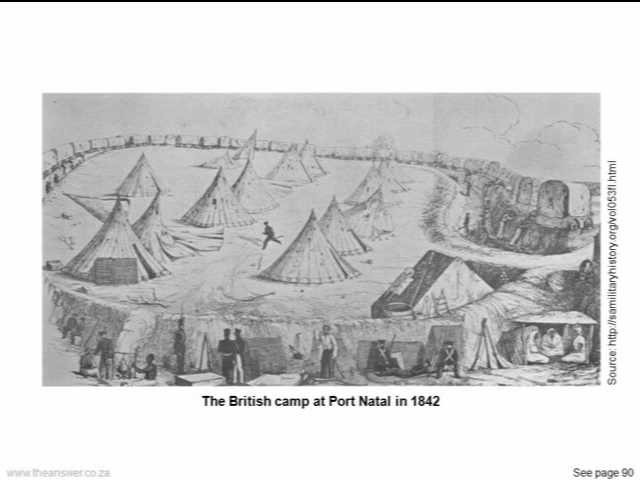 Source: http://samilitaryhistory.org/vol053fl.html
The British camp at Port Natal in 1842
www.theanswer.co.za
See page 90